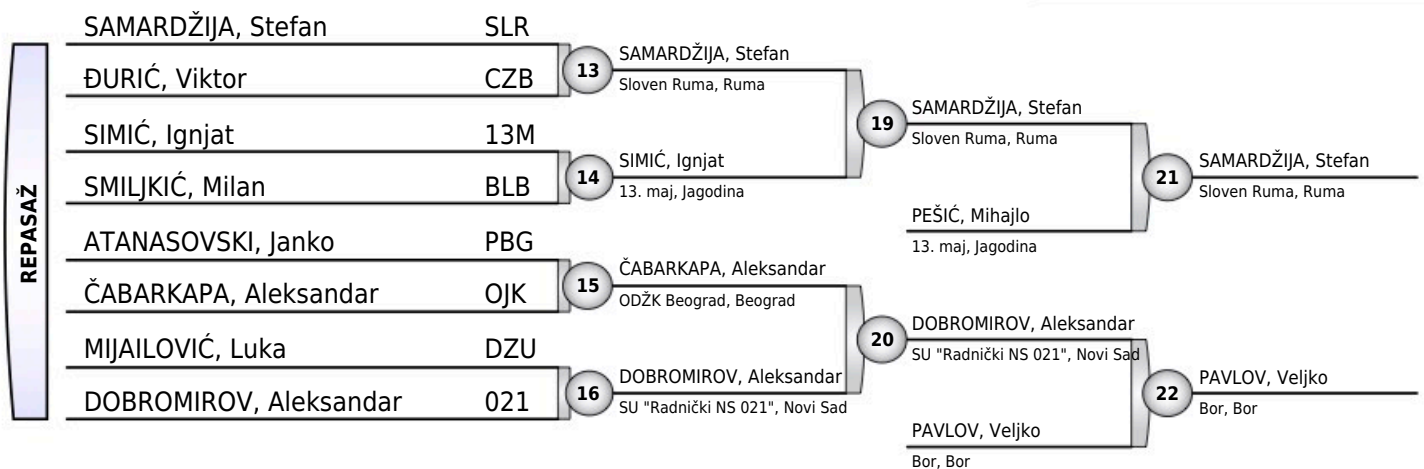 REPASAŽ
SAMARDŽIJA, Stefan SLR
ĐURIĆ, Viktor CZB
SIMIĆ, Ignjat 13M
SMILJKIĆ, Milan BLB
ATANASOVSKI, Janko PBG
ČABARKAPA, Aleksandar OJK
MIJAILOVIĆ, Luka DZU
DOBROMIROV, Aleksandar 021
13
SAMARDŽIJA, Stefan
Sloven Ruma, Ruma
14
SIMIĆ, Ignjat
13. maj, Jagodina
15
ČABARKAPA, Aleksandar
ODŽK Beograd, Beograd
16
DOBROMIROV, Aleksandar
SU "Radnički NS 021", Novi Sad
19
SAMARDŽIJA, Stefan
Sloven Ruma, Ruma
PEŠIĆ, Mihajlo
13. maj, Jagodina
20
DOBROMIROV, Aleksandar
SU "Radnički NS 021", Novi Sad
PAVLOV, Veljko
Bor, Bor
21
SAMARDŽIJA, Stefan
Sloven Ruma, Ruma
22
PAVLOV, Veljko
Bor, Bor